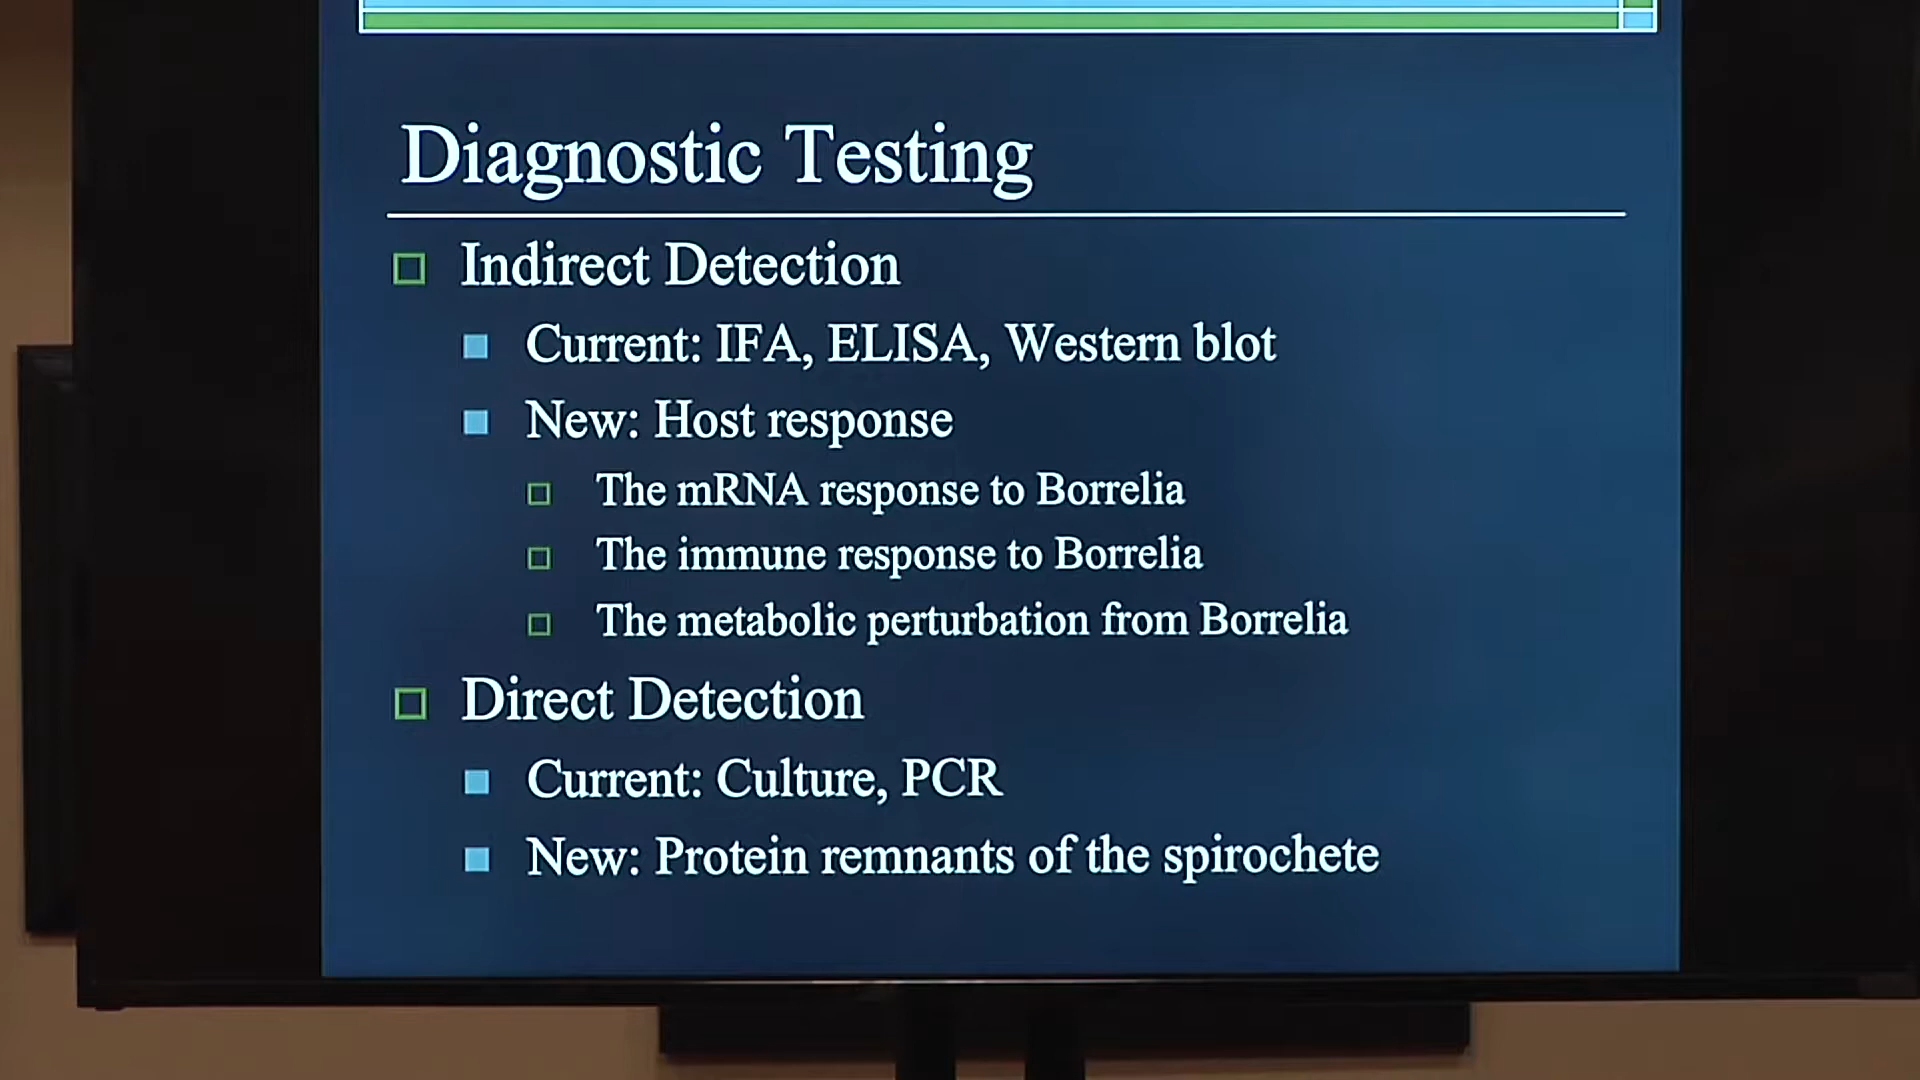 Diagnostic Testing
Indirect Detection
Current: IFA, ELISA, Western blot
New: Host response
The mRNA response to Borrelia
The immune response to Borrelia
The metabolic perturbation from Borrelia
Direct Detection
Current: Culture, PCR
New: Protein remnants of the spirochete